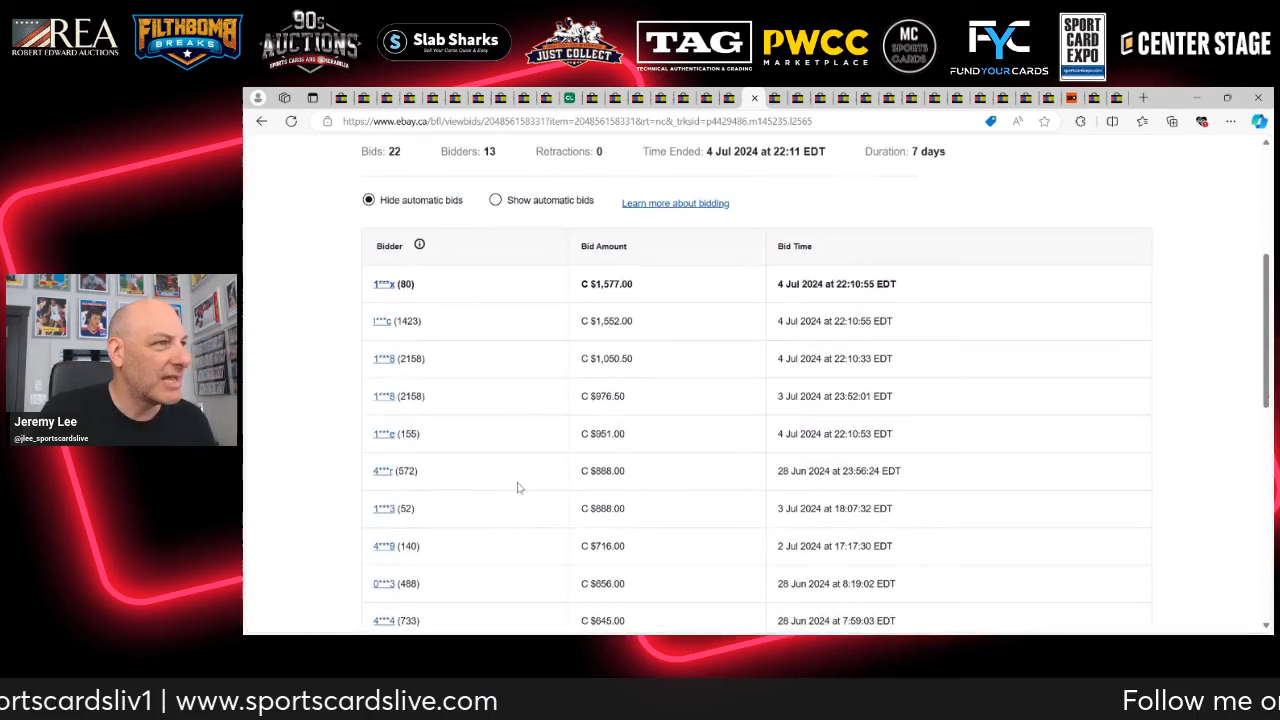 REA
ROBERT EDWARD AUCTIONS
FILTHBOMB
BREAKS
90s
AUCTIONS
SPORTS CARDS AND MEMORABILIA
S Slab Sharks
Sell Your Cards Quick & Easy
JUST COLLECT
TAG
TECHNICAL AUTHENTICATION & GRADING
PWCC
MARKETPLACE
MC
SPORTS
CARDS
FYC
FUNDYOURCARDS
SPORT
CARD
EXPO
CENTER STAGE
https://www.ebay.ca/bfl/viewbids/204856158331?item=204856158331&rt=nc&_trksid=p4429486.m145235.l2565
Bids: 22 Bidders: 13 Retractions: 0 Time Ended: 4 Jul 2024 at 22:11 EDT Duration: 7 days
Hide automatic bids Show automatic bids Learn more about bidding
Bidder Bid Amount Bid Time
1***x (80) C $1,577.00 4 Jul 2024 at 22:10:55 EDT
l***c (1423) C $1,552.00 4 Jul 2024 at 22:10:55 EDT
1***8 (2158) C $1,050.50 4 Jul 2024 at 22:10:33 EDT
1***8 (2158) C $976.50 3 Jul 2024 at 23:52:01 EDT
1***e (155) C $951.00 4 Jul 2024 at 22:10:53 EDT
4***r (572) C $888.00 28 Jun 2024 at 23:56:24 EDT
1***3 (52) C $888.00 3 Jul 2024 at 18:07:32 EDT
4***9 (140) C $716.00 2 Jul 2024 at 17:17:30 EDT
0***3 (488) C $656.00 28 Jun 2024 at 8:19:02 EDT
4***4 (733) C $645.00 28 Jun 2024 at 7:59:03 EDT
Jeremy Lee
@jlee_sportscardslive
ortscardsliv1 | www.sportscardslive.com Follow me o